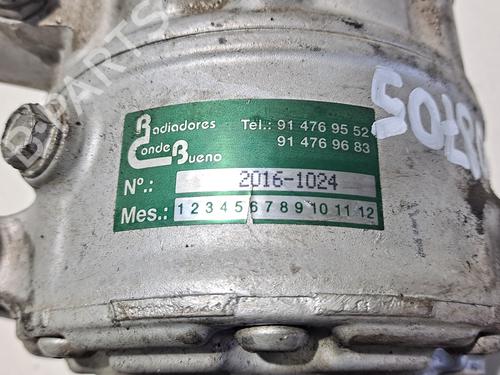 Radiadores
Conde
Bueno
Tel.: 91 476 95 52
91 476 96 83
Nº.: 2016-1024
Mes.: 1 2 3 4 5 6 7 8 9 10 11 12